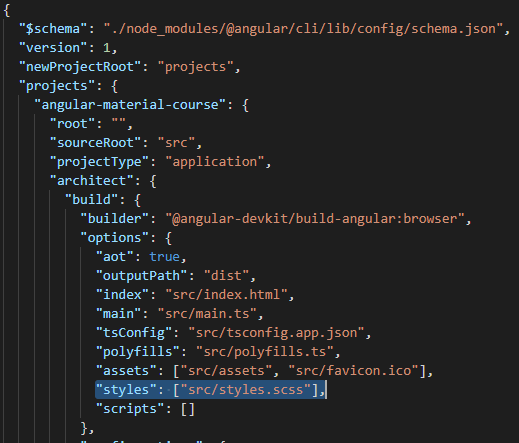 {
"$schema": "./node_modules/@angular/cli/lib/config/schema.json",
"version": 1,
"newProjectRoot": "projects",
"projects": {
"angular-material-course": {
"root": "",
"sourceRoot": "src",
"projectType": "application",
"architect": {
"build": {
"builder": "@angular-devkit/build-angular:browser",
"options": {
"aot": true,
"outputPath": "dist",
"index": "src/index.html",
"main": "src/main.ts",
"tsConfig": "src/tsconfig.app.json",
"polyfills": "src/polyfills.ts",
"assets": ["src/assets", "src/favicon.ico"],
"styles": ["src/styles.scss"],
"scripts": []
},